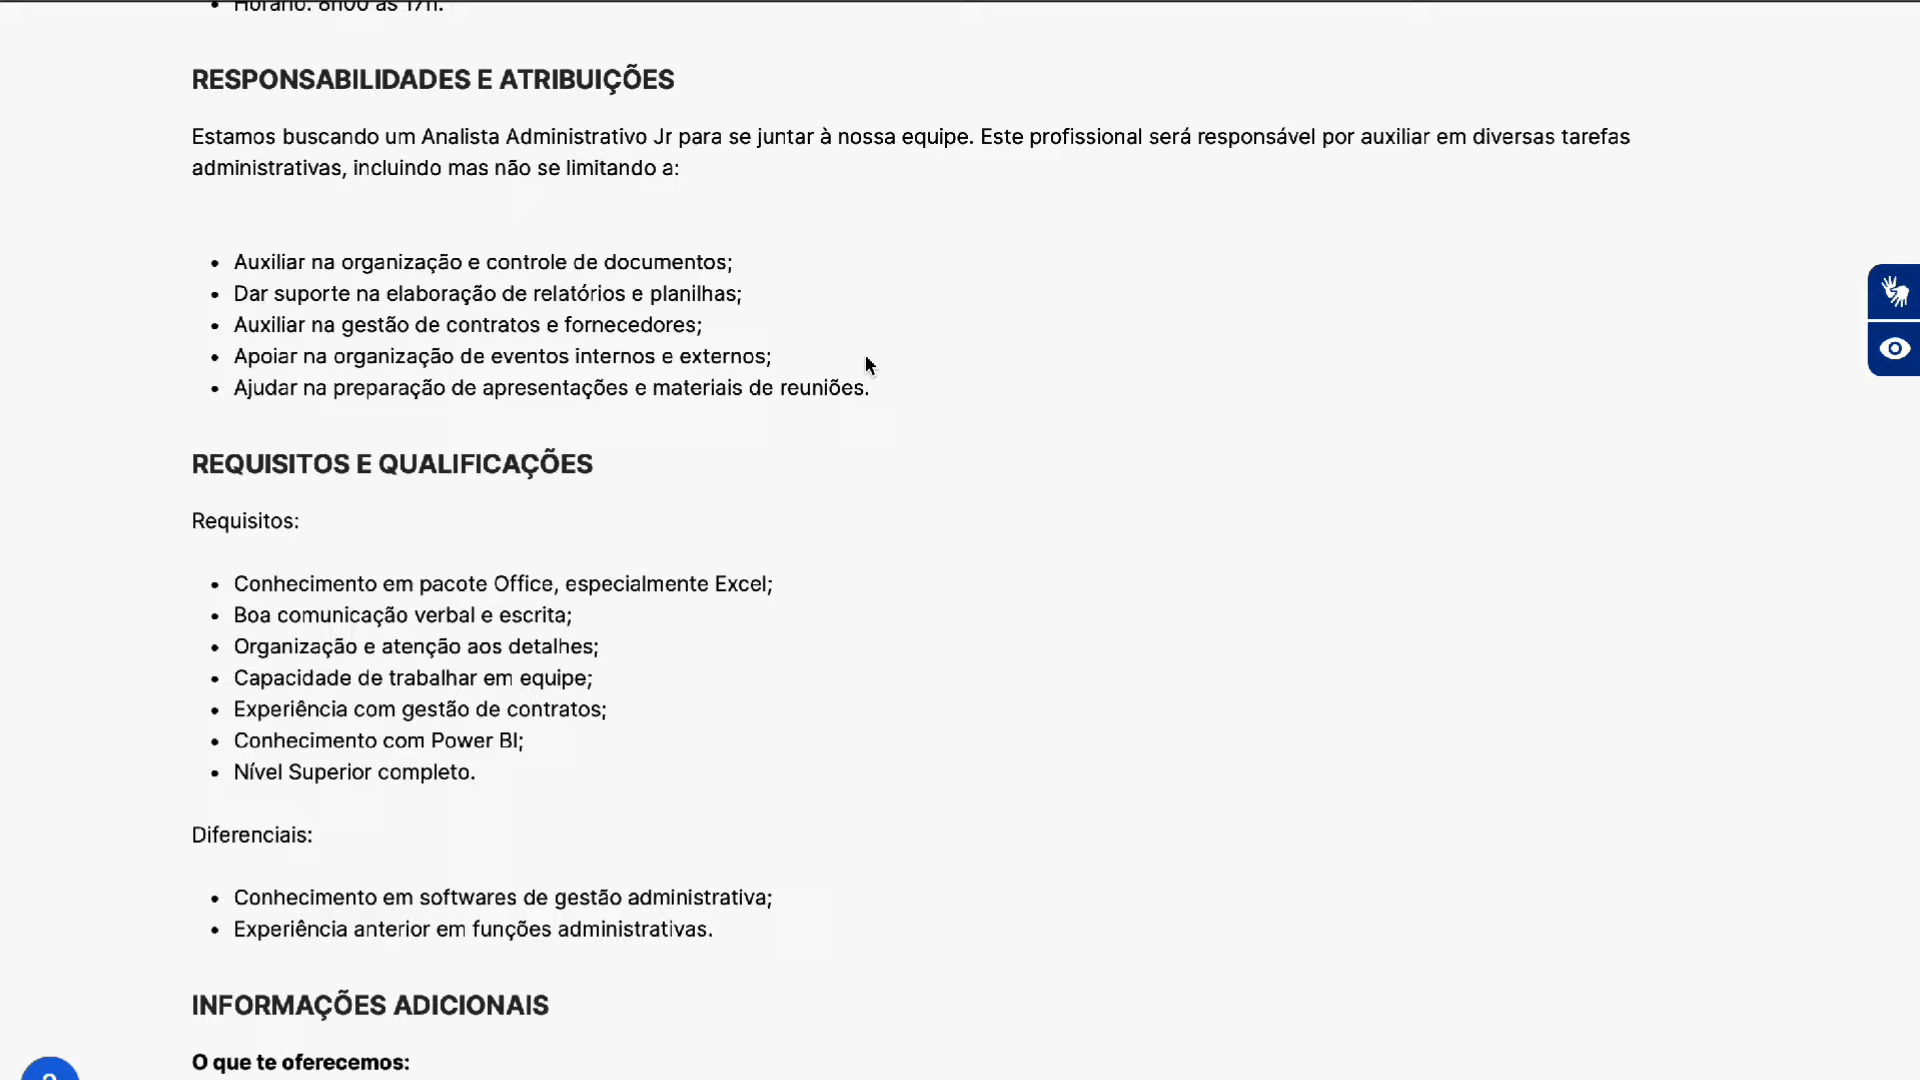 Horário: 8h00 às 17h.
RESPONSABILIDADES E ATRIBUIÇÕES
Estamos buscando um Analista Administrativo Jr para se juntar à nossa equipe. Este profissional será responsável por auxiliar em diversas tarefas
administrativas, incluindo mas não se limitando a:
Auxiliar na organização e controle de documentos;
Dar suporte na elaboração de relatórios e planilhas;
Auxiliar na gestão de contratos e fornecedores;
Apoiar na organização de eventos internos e externos;
Ajudar na preparação de apresentações e materiais de reuniões.
REQUISITOS E QUALIFICAÇÕES
Requisitos:
Conhecimento em pacote Office, especialmente Excel;
Boa comunicação verbal e escrita;
Organização e atenção aos detalhes;
Capacidade de trabalhar em equipe;
Experiência com gestão de contratos;
Conhecimento com Power BI;
Nível Superior completo.
Diferenciais:
Conhecimento em softwares de gestão administrativa;
Experiência anterior em funções administrativas.
INFORMAÇÕES ADICIONAIS
O que te oferecemos: